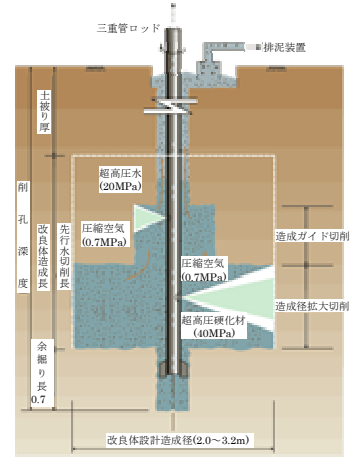 三重管ロッド
排泥装置
土被り厚
超高圧水
(20MPa)
削孔深度
改良体造成長
先行水切削長
圧縮空気
(0.7MPa)
圧縮空気
(0.7MPa)
造成ガイド切削
造成径拡大切削
超高圧硬化材
(40MPa)
余掘り長
0.7
改良体設計造成径(2.0〜3.2m)